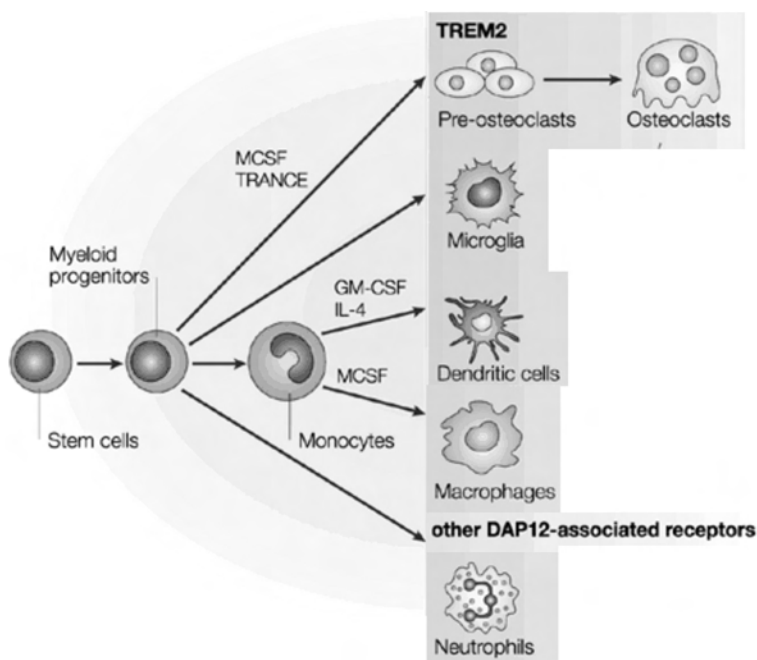 TREM2
Pre-osteoclasts
Osteoclasts
MCSF
TRANCE
Microglia
Myeloid
progenitors
GM-CSF
IL-4
Dendritic cells
MCSF
Stem cells
Monocytes
Macrophages
other DAP12-associated receptors
Neutrophils